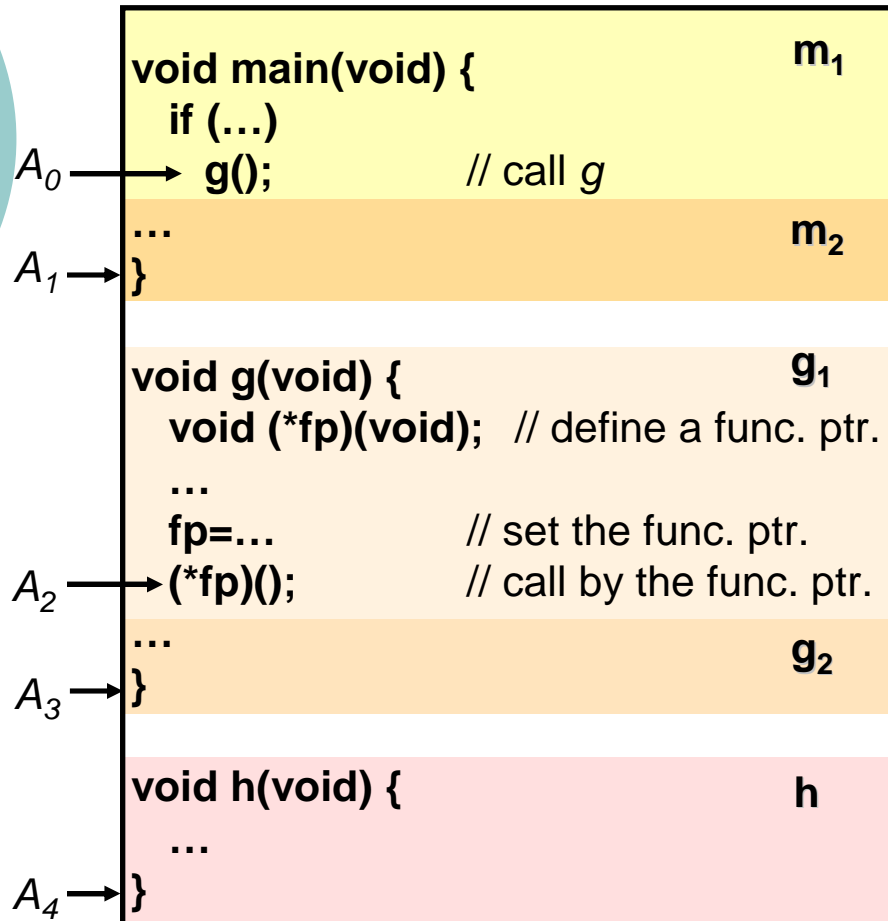 void main(void) { m₁
if (…)
A₀ g(); // call g
… m₂
A₁ }
void g(void) { g₁
void (*fp)(void); // define a func. ptr.
…
fp=… // set the func. ptr.
A₂ (*fp)(); // call by the func. ptr.
… g₂
A₃ }
void h(void) { h
…
A₄ }